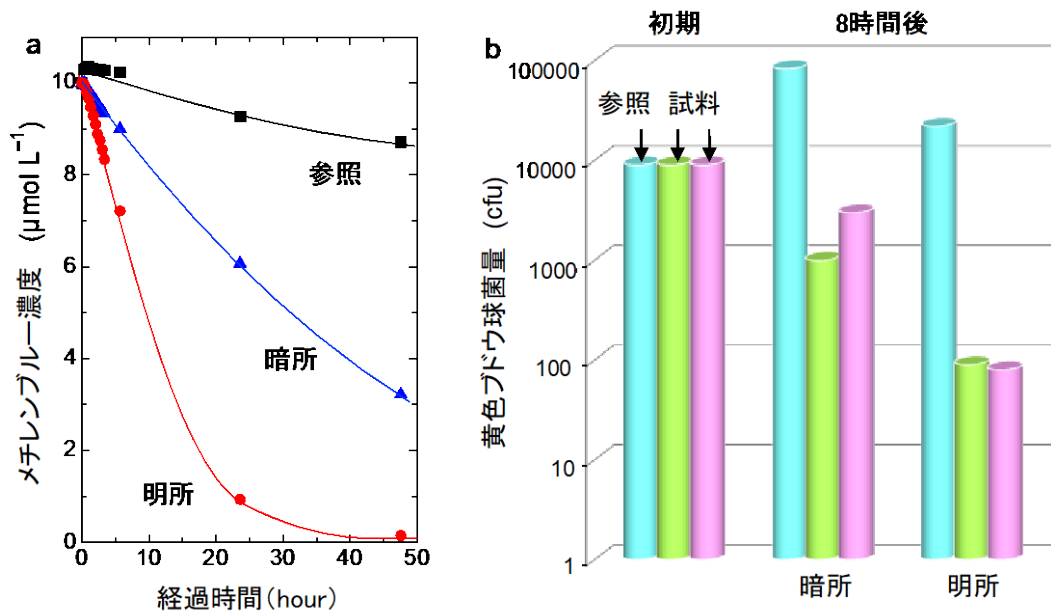 a
メチレンブルー濃度 (μmol L⁻¹)
10
8
6
4
2
0
参照
暗所
明所
0 10 20 30 40 50
経過時間(hour)
b
初期 8時間後
黄色ブドウ球菌量 (cfu)
100000
10000
1000
100
10
1
参照 試料
暗所 明所